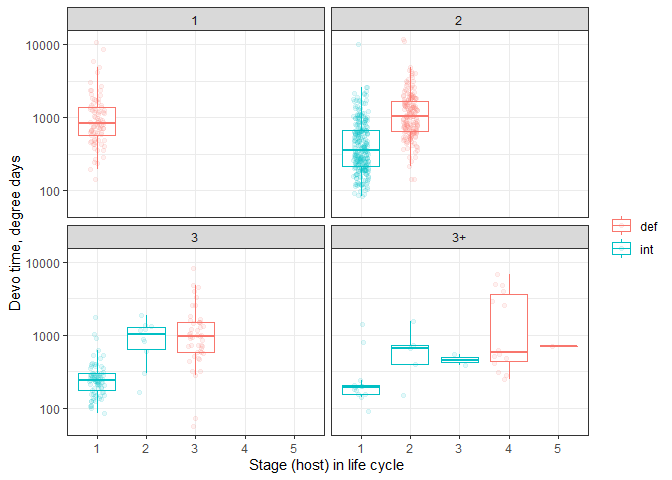 1
2
10000
1000
100
3
3+
10000
1000
100
1 2 3 4 5
1 2 3 4 5
Stage (host) in life cycle
Devo time, degree days
def
int